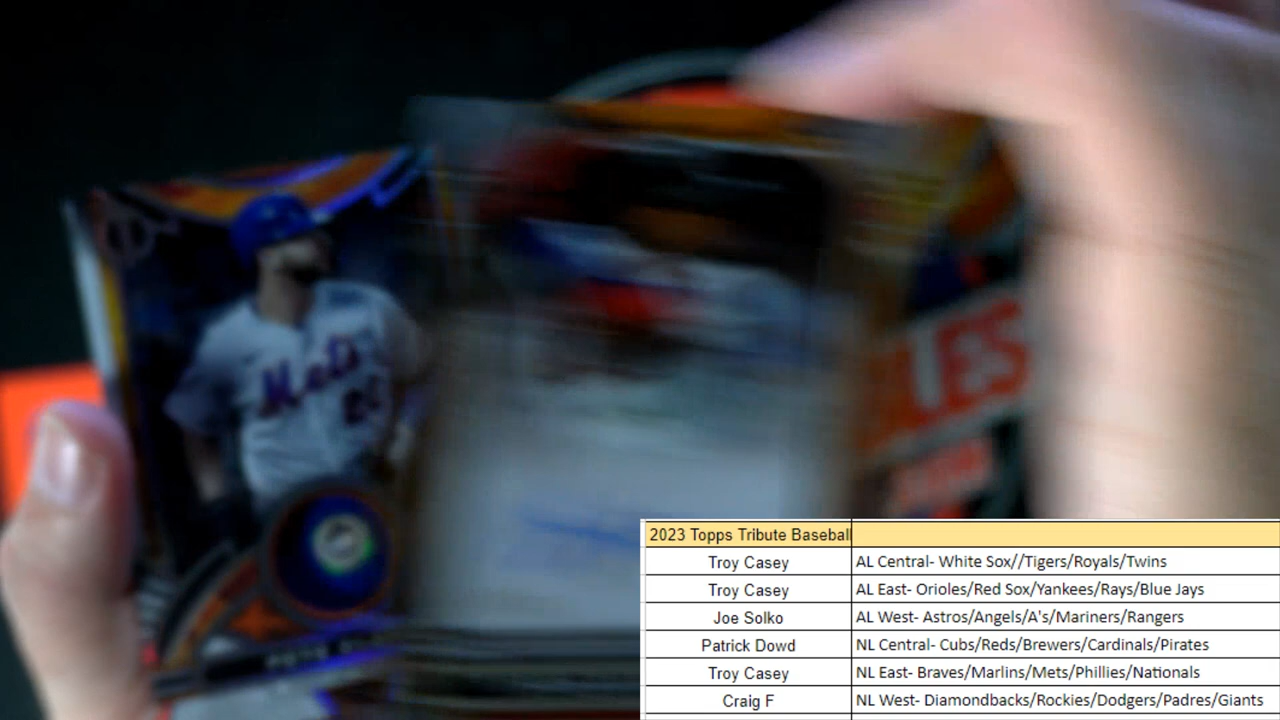 Mets
LES
2023 Topps Tribute Baseball
Troy Casey AL Central- White Sox//Tigers/Royals/Twins
Troy Casey AL East- Orioles/Red Sox/Yankees/Rays/Blue Jays
Joe Solko AL West- Astros/Angels/A's/Mariners/Rangers
Patrick Dowd NL Central- Cubs/Reds/Brewers/Cardinals/Pirates
Troy Casey NL East- Braves/Marlins/Mets/Phillies/Nationals
Craig F NL West- Diamondbacks/Rockies/Dodgers/Padres/Giants